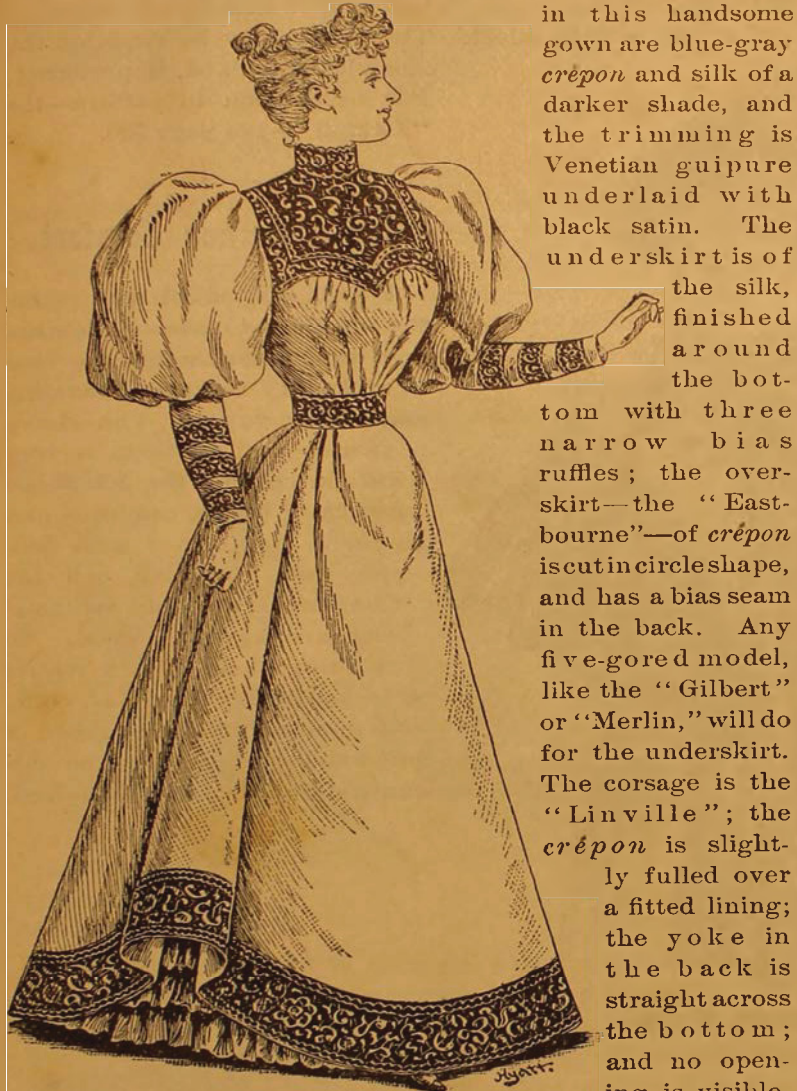 in this handsome
gown are blue-gray
crépon and silk of a
darker shade, and
the trimming is
Venetian guipure
underlaid with
black satin. The
underskirt is of
the silk,
finished
around
the bot-
tom with three
narrow bias
ruffles; the over-
skirt—the “East-
bourne”—of crépon
is cut in circle shape,
and has a bias seam
in the back. Any
five-gored model,
like the “Gilbert”
or “Merlin,” will do
for the underskirt.
The corsage is the
“Linville”; the
crépon is slight-
ly fulled over
a fitted lining;
the yoke in
the back is
straight across
the bottom;
and no open-
ing is visible
Hyatt.